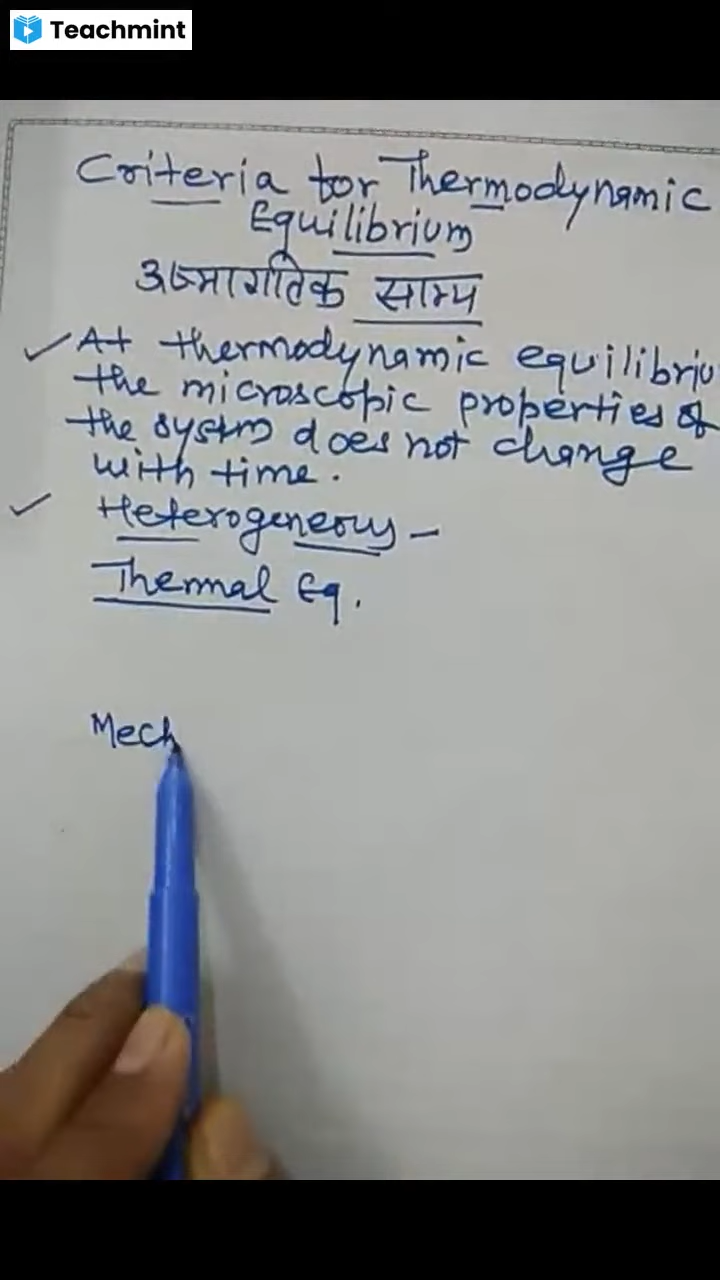 Teachmint
Criteria for Thermodynamic
Equilibrium
ऊष्मागतिक साम्य
At thermodynamic equilibriu
the microscopic properties of
the system does not change
with time.
Heterogeneous -
Thermal Eq.
Mech